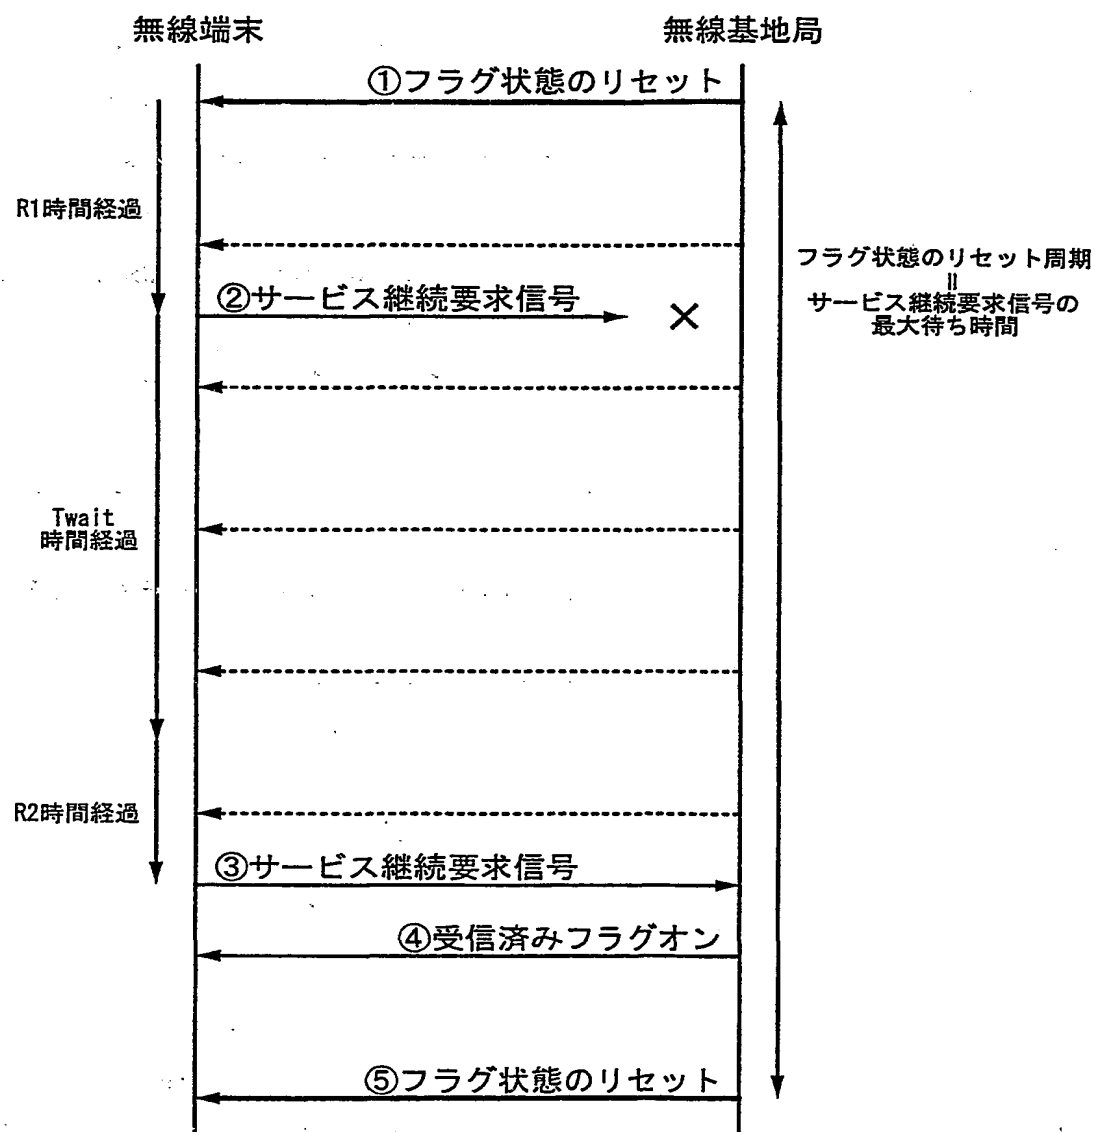 無線端末
無線基地局
①フラグ状態のリセット
R1時間経過
フラグ状態のリセット周期
=
サービス継続要求信号の
最大待ち時間
②サービス継続要求信号
×
Twait
時間経過
R2時間経過
③サービス継続要求信号
④受信済みフラグオン
⑤フラグ状態のリセット